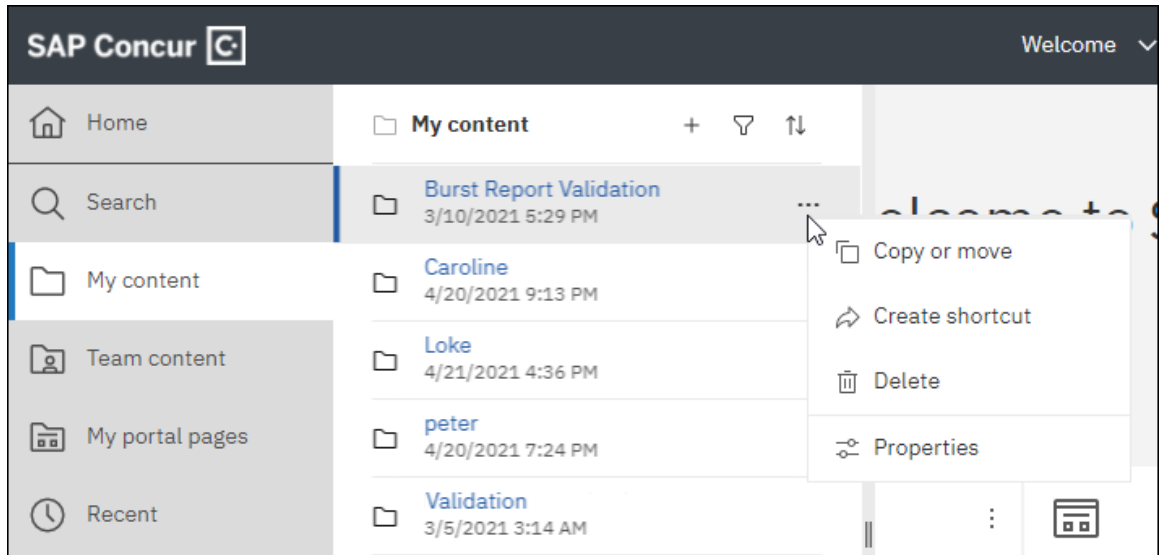 SAP Concur C
Welcome
Home
Search
My content
Team content
My portal pages
Recent
My content
Burst Report Validation
3/10/2021 5:29 PM
Caroline
4/20/2021 9:13 PM
Loke
4/21/2021 4:36 PM
peter
4/20/2021 7:24 PM
Validation
3/5/2021 3:14 AM
Copy or move
Create shortcut
Delete
Properties